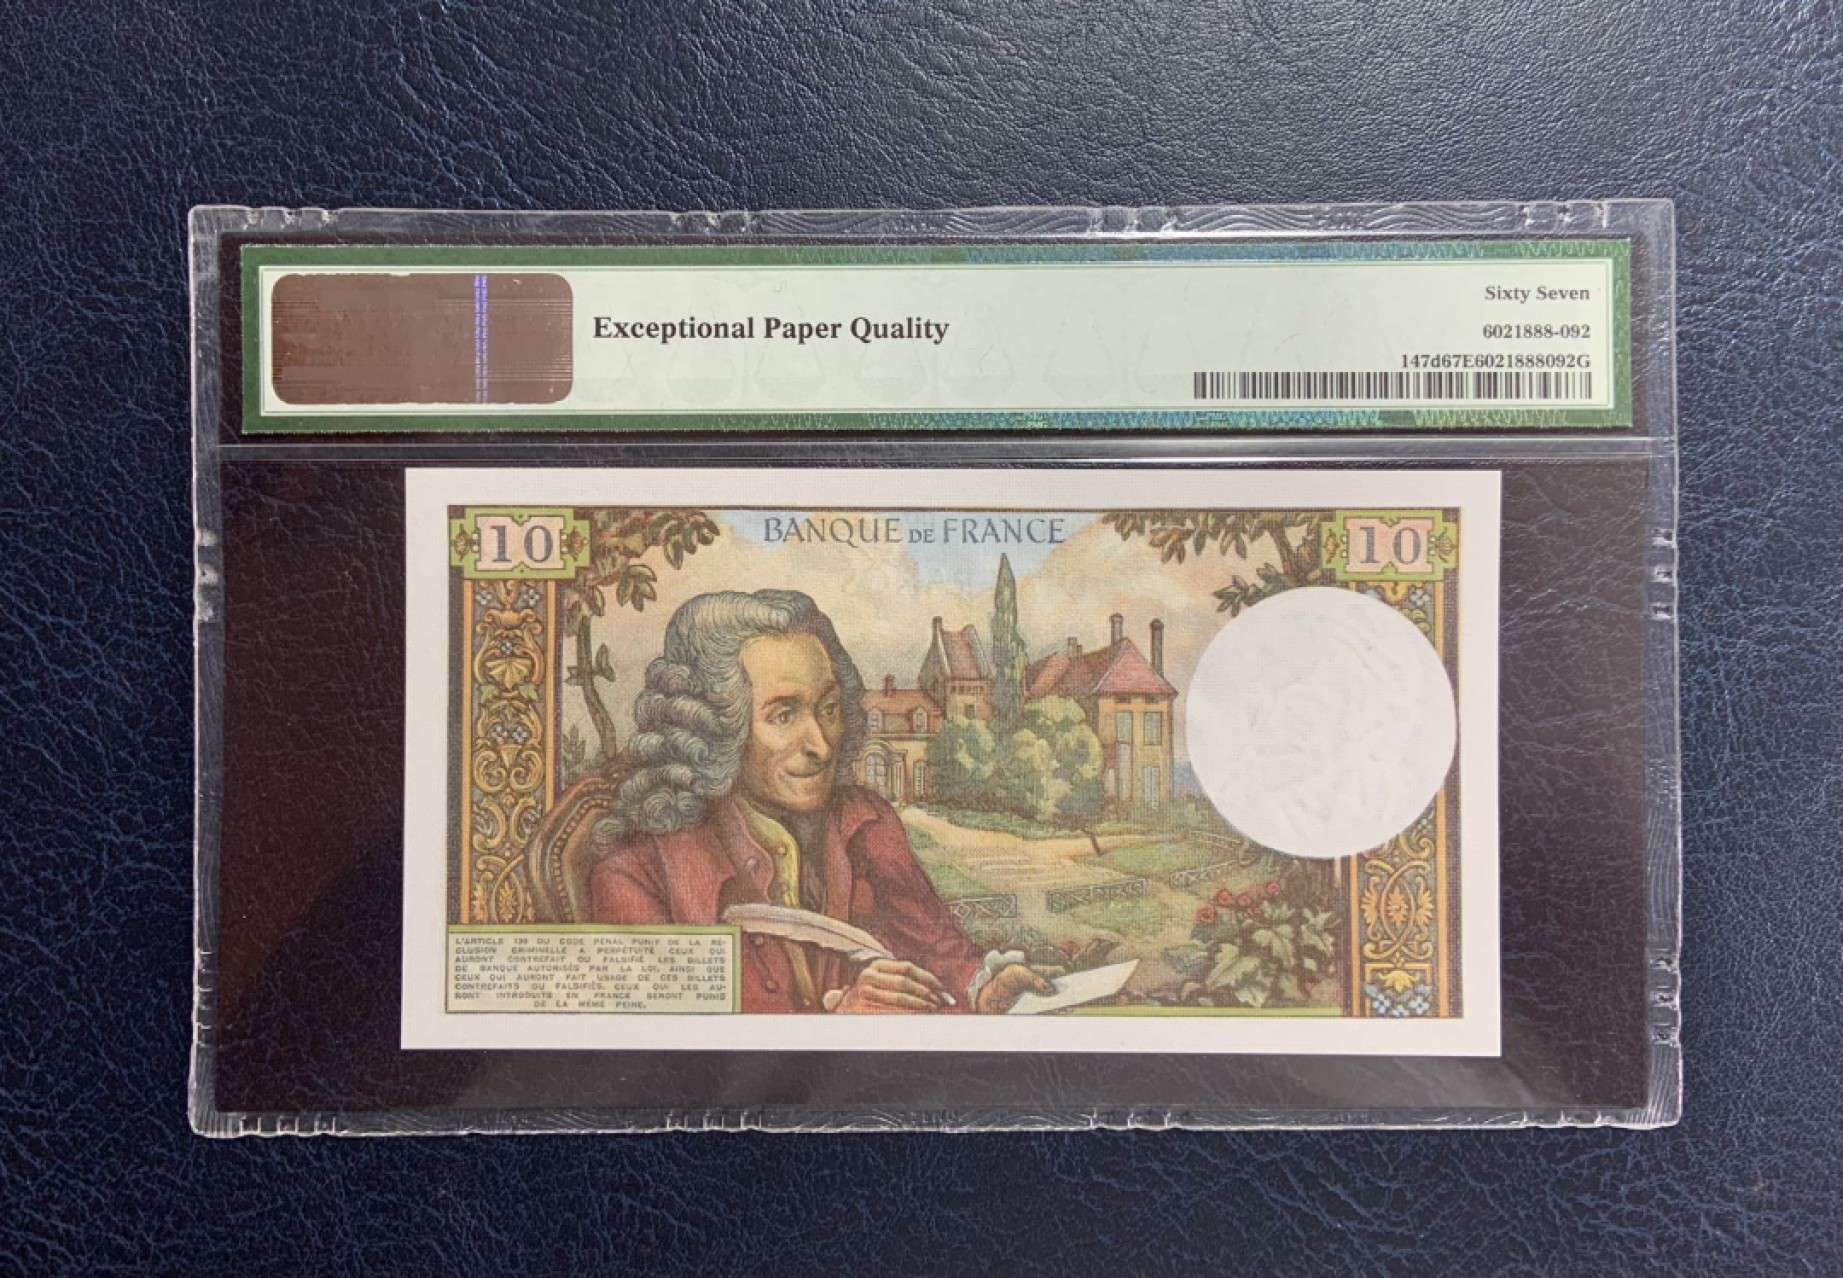 Exceptional Paper Quality
Sixty Seven
6021888-092
147d67E6021888092G
10
BANQUE DE FRANCE
10
L'ARTICLE 139 DU CODE PÉNAL PUNIT DE LA RÉ-
CLUSION CRIMINELLE A PERPÉTUITÉ CEUX QUI
AURONT CONTREFAIT OU FALSIFIÉ LES BILLETS
DE BANQUE AUTORISÉS PAR LA LOI, AINSI QUE
CEUX QUI AURONT FAIT USAGE DE CES BILLETS
CONTREFAITS OU FALSIFIÉS. CEUX QUI LES AU-
RONT INTRODUITS EN FRANCE SERONT PUNIS
DE LA MÊME PEINE.